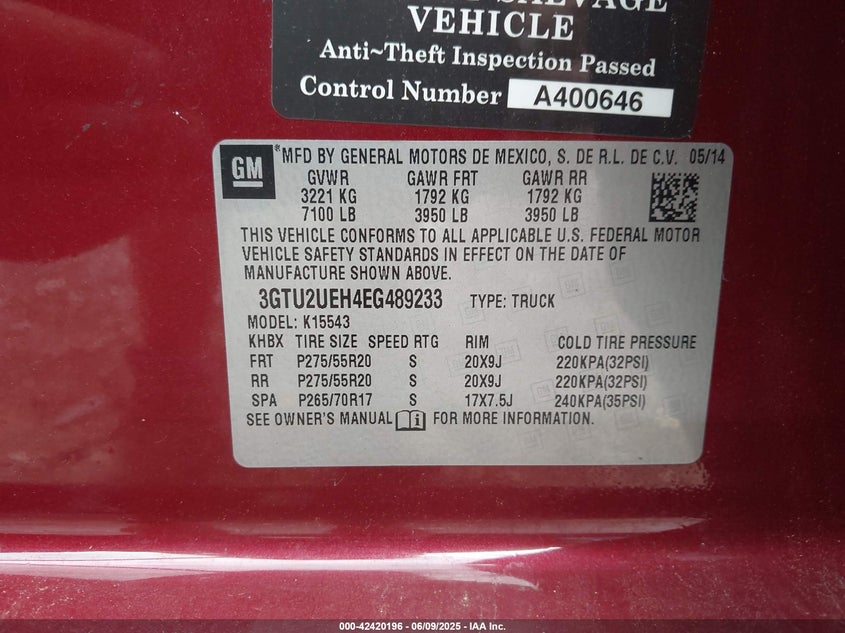 SALVAGE
VEHICLE
Anti~Theft Inspection Passed
Control Number A400646
GM
*MFD BY GENERAL MOTORS DE MEXICO, S. DE R.L. DE C.V. 05/14
GVWR GAWR FRT GAWR RR
3221 KG 1792 KG 1792 KG
7100 LB 3950 LB 3950 LB
THIS VEHICLE CONFORMS TO ALL APPLICABLE U.S. FEDERAL MOTOR
VEHICLE SAFETY STANDARDS IN EFFECT ON THE DATE OF
MANUFACTURE SHOWN ABOVE.
3GTU2UEH4EG489233 TYPE: TRUCK
MODEL: K15543
KHBX TIRE SIZE SPEED RTG RIM COLD TIRE PRESSURE
FRT P275/55R20 S 20X9J 220KPA(32PSI)
RR P275/55R20 S 20X9J 220KPA(32PSI)
SPA P265/70R17 S 17X7.5J 240KPA(35PSI)
SEE OWNER'S MANUAL i FOR MORE INFORMATION.
000-42420196 - 06/09/2025 - IAA Inc.